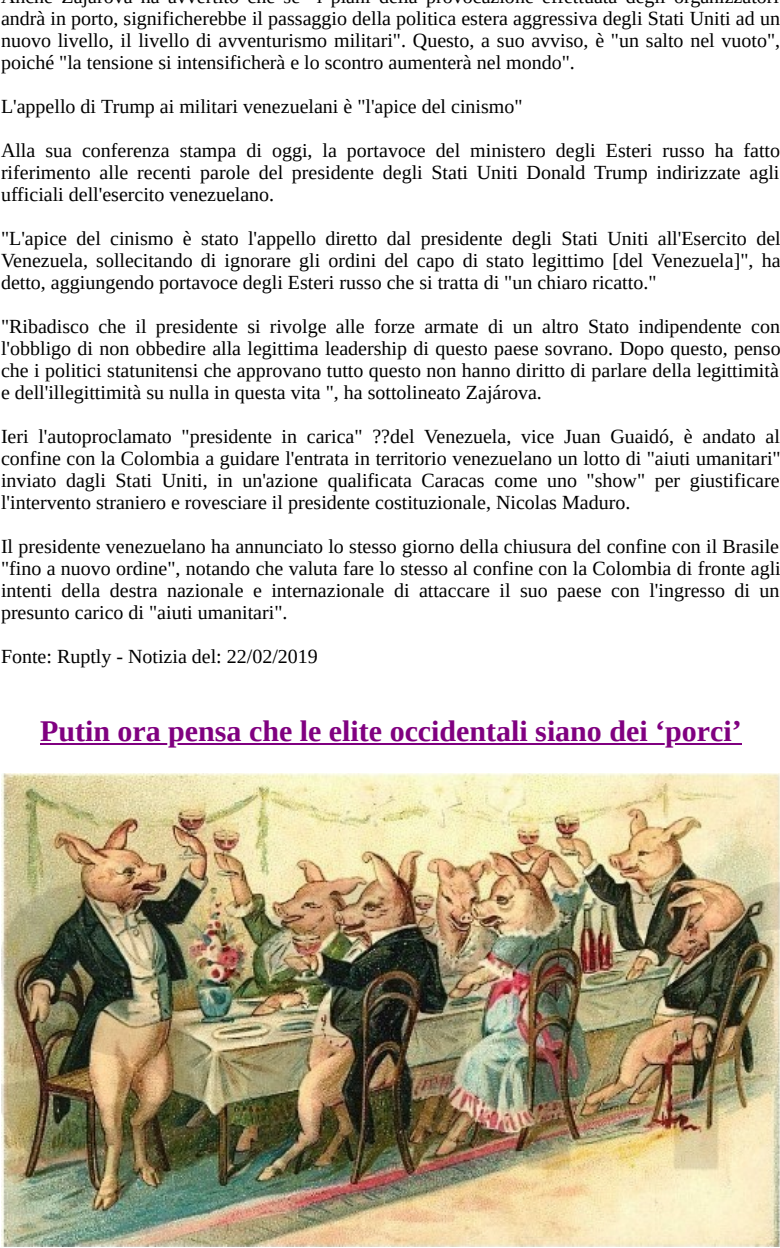 Anche Zajárova ha avvertito che se "i piani della provocazione effettuata degli organizzatori
andrà in porto, significherebbe il passaggio della politica estera aggressiva degli Stati Uniti ad un
nuovo livello, il livello di avventurismo militari". Questo, a suo avviso, è "un salto nel vuoto",
poiché "la tensione si intensificherà e lo scontro aumenterà nel mondo".
L'appello di Trump ai militari venezuelani è "l'apice del cinismo"
Alla sua conferenza stampa di oggi, la portavoce del ministero degli Esteri russo ha fatto
riferimento alle recenti parole del presidente degli Stati Uniti Donald Trump indirizzate agli
ufficiali dell'esercito venezuelano.
"L'apice del cinismo è stato l'appello diretto dal presidente degli Stati Uniti all'Esercito del
Venezuela, sollecitando di ignorare gli ordini del capo di stato legittimo [del Venezuela]", ha
detto, aggiungendo portavoce degli Esteri russo che si tratta di "un chiaro ricatto."
"Ribadisco che il presidente si rivolge alle forze armate di un altro Stato indipendente con
l'obbligo di non obbedire alla legittima leadership di questo paese sovrano. Dopo questo, penso
che i politici statunitensi che approvano tutto questo non hanno diritto di parlare della legittimità
e dell'illegittimità su nulla in questa vita ", ha sottolineato Zajárova.
Ieri l'autoproclamato "presidente in carica" ??del Venezuela, vice Juan Guaidó, è andato al
confine con la Colombia a guidare l'entrata in territorio venezuelano un lotto di "aiuti umanitari"
inviato dagli Stati Uniti, in un'azione qualificata Caracas come uno "show" per giustificare
l'intervento straniero e rovesciare il presidente costituzionale, Nicolas Maduro.
Il presidente venezuelano ha annunciato lo stesso giorno della chiusura del confine con il Brasile
"fino a nuovo ordine", notando che valuta fare lo stesso al confine con la Colombia di fronte agli
intenti della destra nazionale e internazionale di attaccare il suo paese con l'ingresso di un
presunto carico di "aiuti umanitari".
Fonte: Ruptly - Notizia del: 22/02/2019
Putin ora pensa che le elite occidentali siano dei ‘porci’